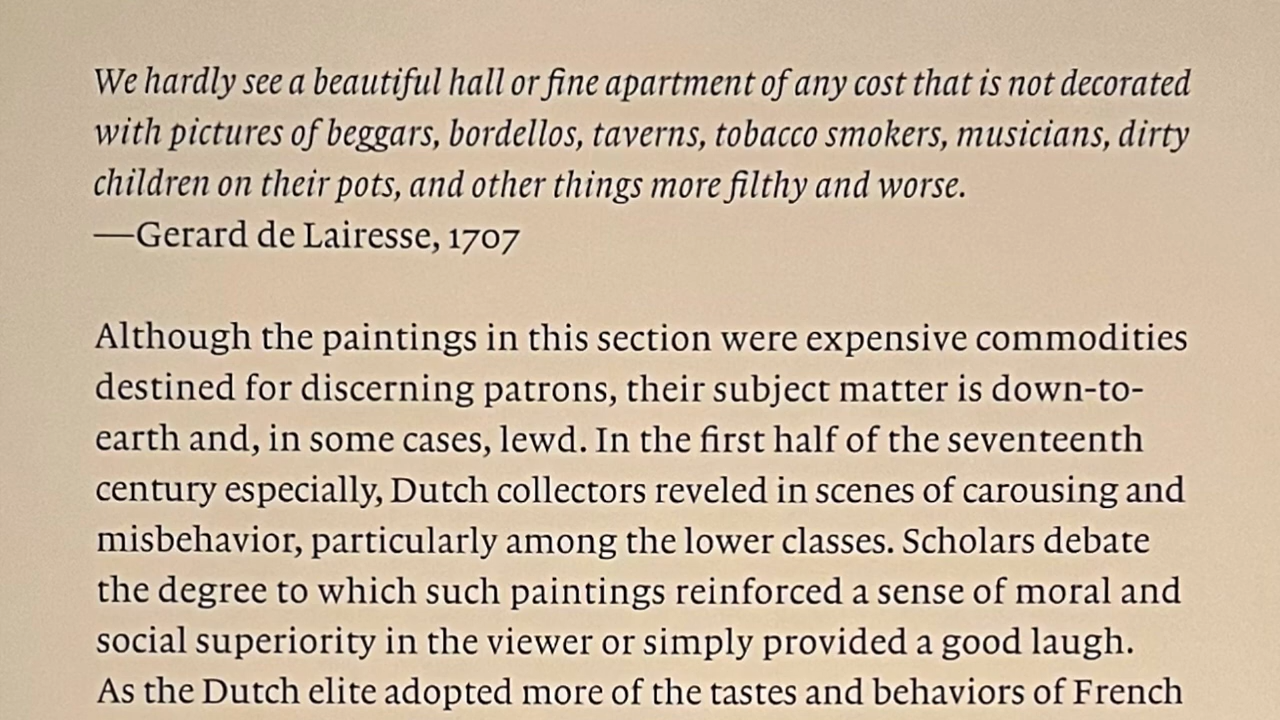 We hardly see a beautiful hall or fine apartment of any cost that is not decorated
with pictures of beggars, bordellos, taverns, tobacco smokers, musicians, dirty
children on their pots, and other things more filthy and worse.
—Gerard de Lairesse, 1707
Although the paintings in this section were expensive commodities
destined for discerning patrons, their subject matter is down-to-
earth and, in some cases, lewd. In the first half of the seventeenth
century especially, Dutch collectors reveled in scenes of carousing and
misbehavior, particularly among the lower classes. Scholars debate
the degree to which such paintings reinforced a sense of moral and
social superiority in the viewer or simply provided a good laugh.
As the Dutch elite adopted more of the tastes and behaviors of French